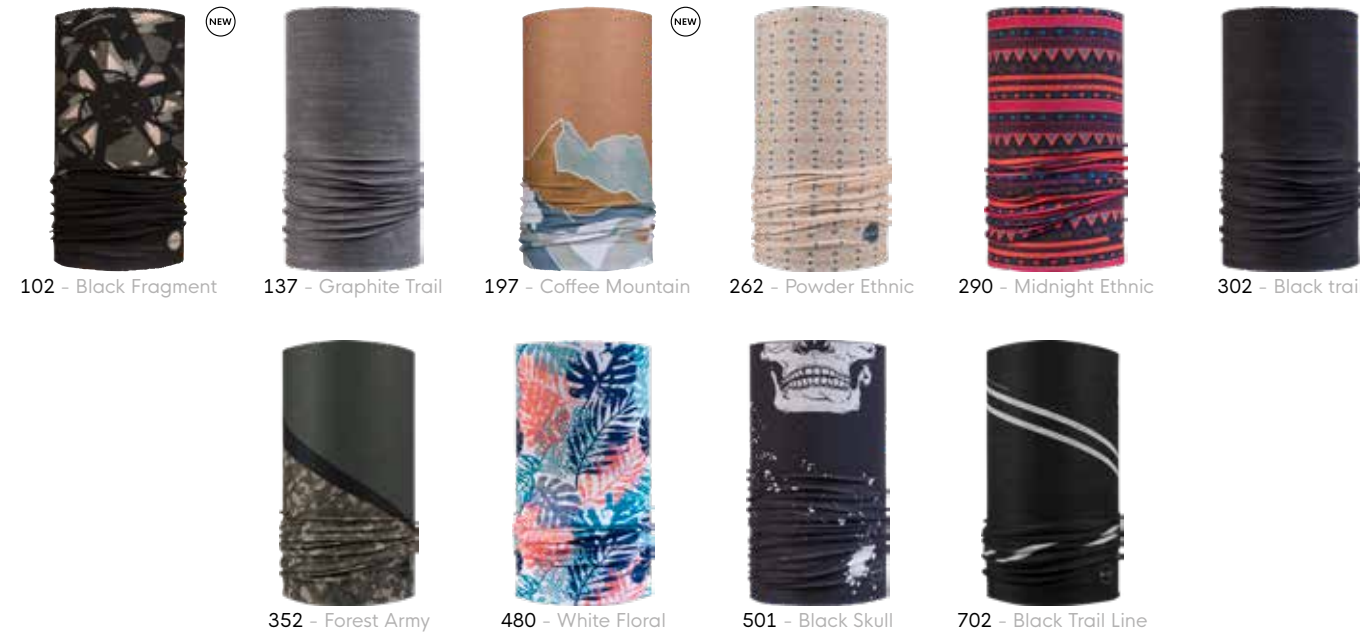 NEW
NEW
102 - Black Fragment
137 - Graphite Trail
197 - Coffee Mountain
262 - Powder Ethnic
290 - Midnight Ethnic
302 - Black trai
352 - Forest Army
480 - White Floral
501 - Black Skull
702 - Black Trail Line